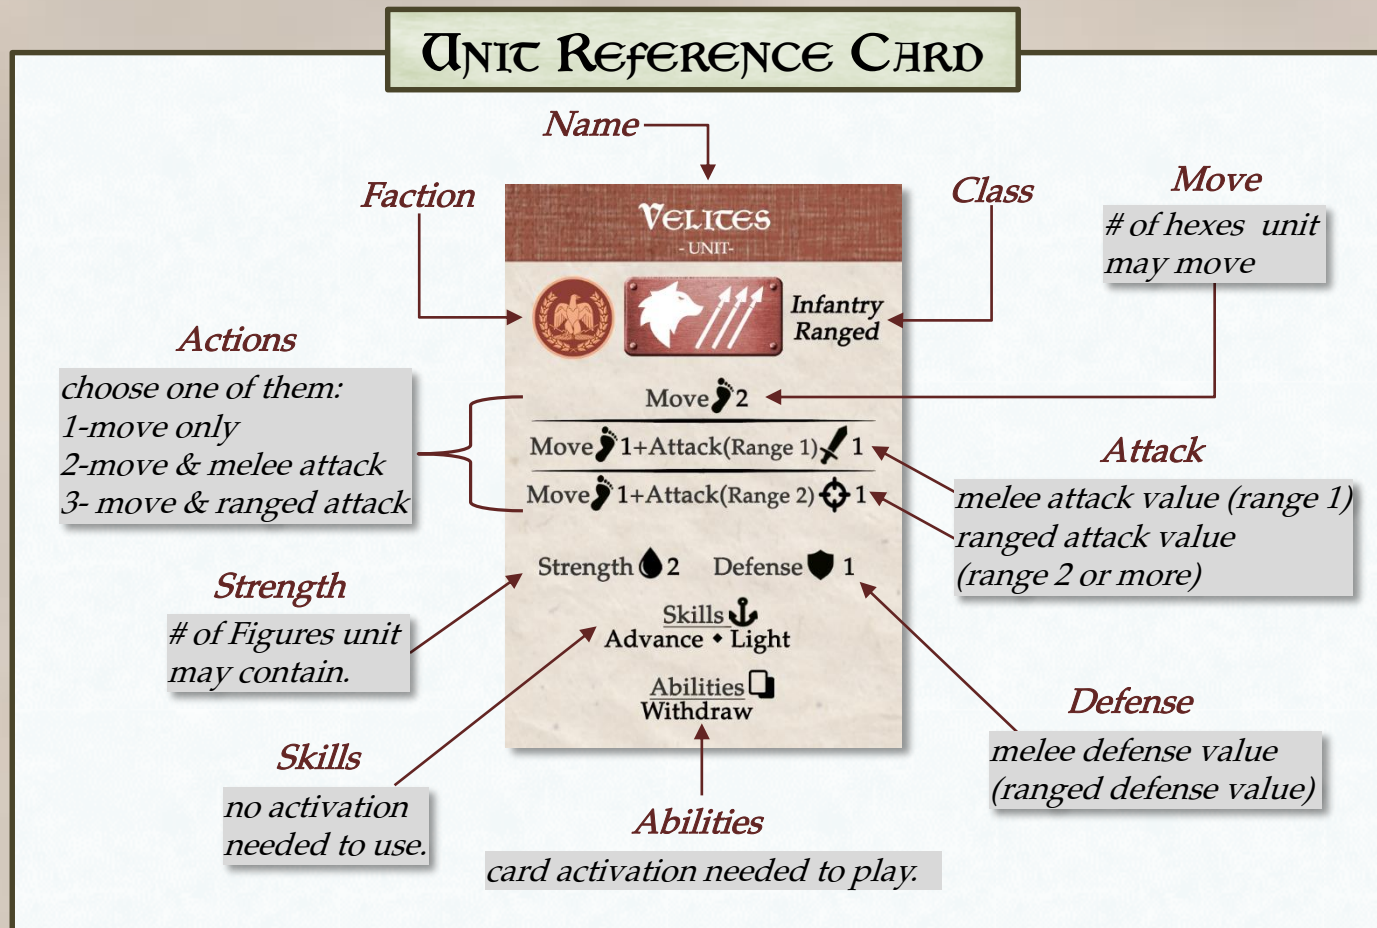 Unit Reference Card
Name
Faction
Class
Move
# of hexes unit
may move
Velites
- UNIT-
Infantry
Ranged
Actions
choose one of them:
1-move only
2-move & melee attack
3- move & ranged attack
Move 2
Move 1+Attack(Range 1) 1
Move 1+Attack(Range 2) 1
Attack
melee attack value (range 1)
ranged attack value
(range 2 or more)
Strength 2 Defense 1
Strength
# of Figures unit
may contain.
Skills
Advance ◆ Light
Abilities
Withdraw
Defense
melee defense value
(ranged defense value)
Skills
no activation
needed to use.
Abilities
card activation needed to play.